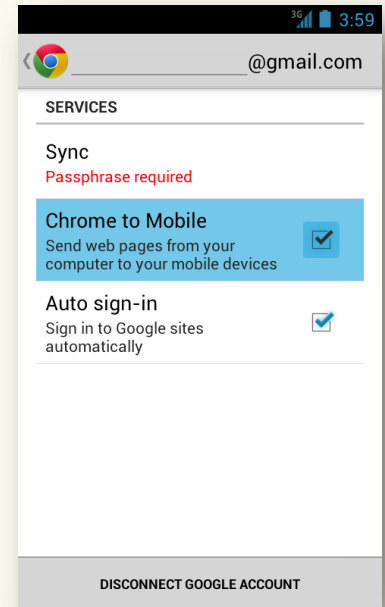 3G 3:59
@gmail.com
SERVICES
Sync
Passphrase required
Chrome to Mobile
Send web pages from your
computer to your mobile devices
Auto sign-in
Sign in to Google sites
automatically
DISCONNECT GOOGLE ACCOUNT